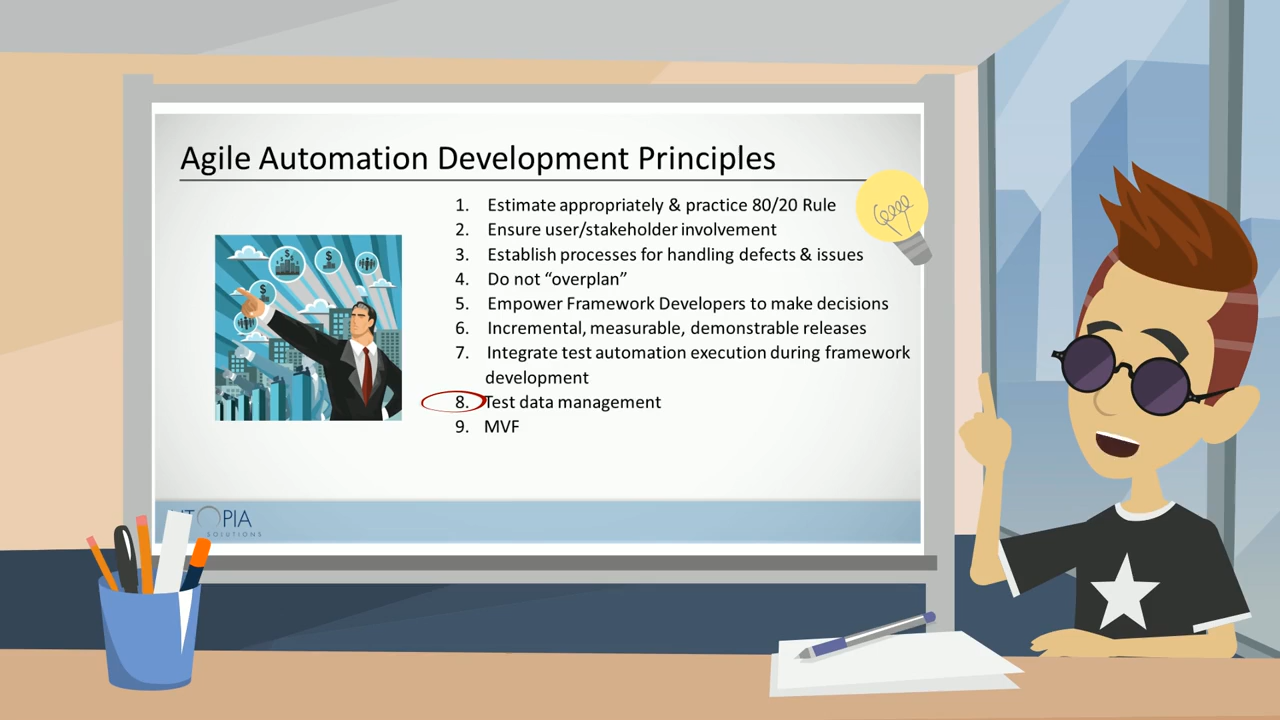 Agile Automation Development Principles
1. Estimate appropriately & practice 80/20 Rule
2. Ensure user/stakeholder involvement
3. Establish processes for handling defects & issues
4. Do not “overplan”
5. Empower Framework Developers to make decisions
6. Incremental, measurable, demonstrable releases
7. Integrate test automation execution during framework
development
8. Test data management
9. MVF
PIA
SOLUTIONS